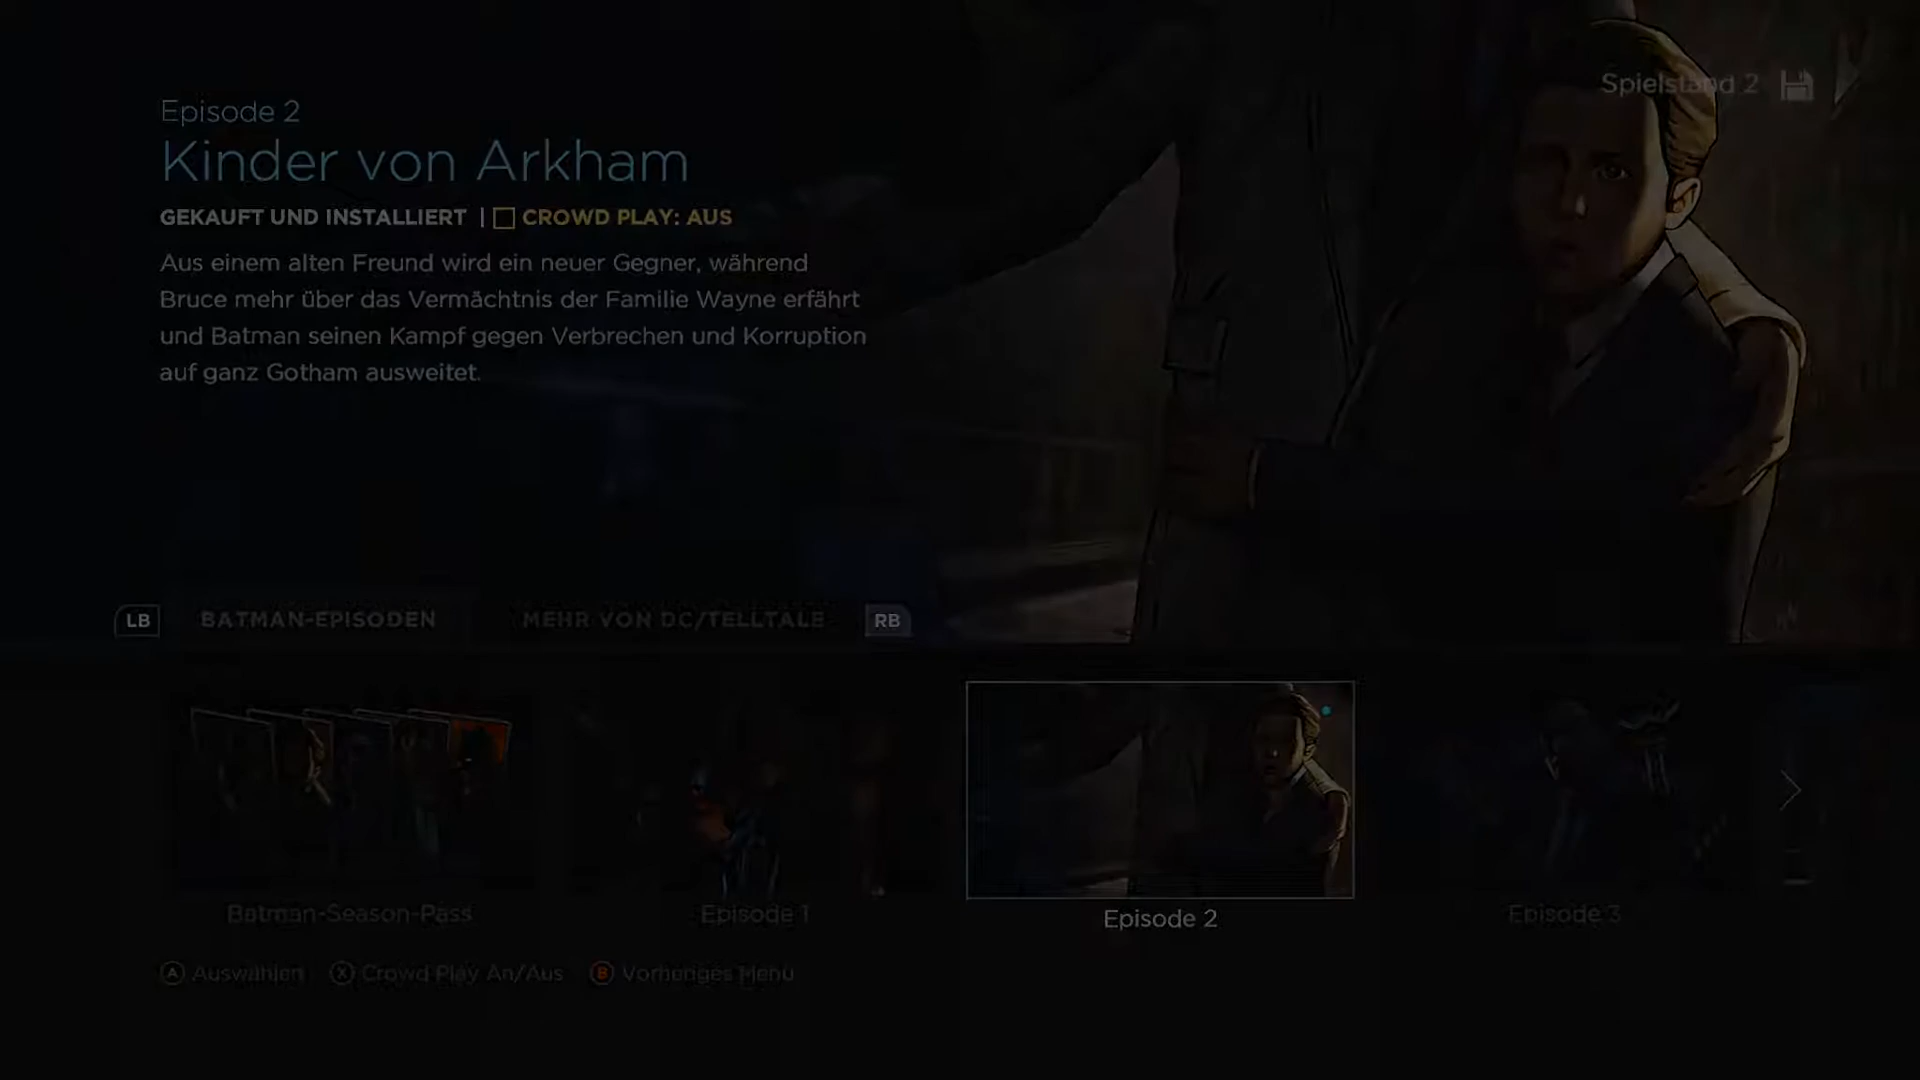 Spielstand 2
Episode 2
Kinder von Arkham
GEKAUFT UND INSTALLIERT | CROWD PLAY: AUS
Aus einem alten Freund wird ein neuer Gegner, während
Bruce mehr über das Vermächtnis der Familie Wayne erfährt
und Batman seinen Kampf gegen Verbrechen und Korruption
auf ganz Gotham ausweitet.
LB BATMAN-EPISODEN MEHR VON DC/TELLTALE RB
Batman-Season-Pass Episode 1 Episode 2 Episode 3
A Auswählen X Crowd Play An/Aus B Vorheriges Menü